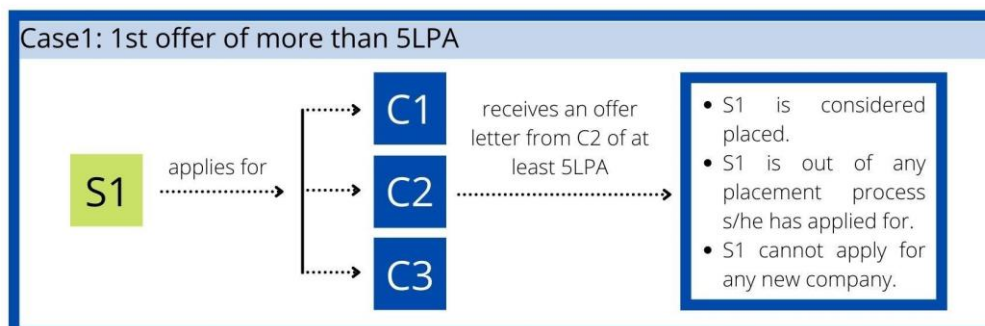 Case1: 1st offer of more than 5LPA
S1
applies for
C1
C2
C3
receives an offer
letter from C2 of at
least 5LPA
• S1 is considered
placed.
• S1 is out of any
placement process
s/he has applied for.
• S1 cannot apply for
any new company.